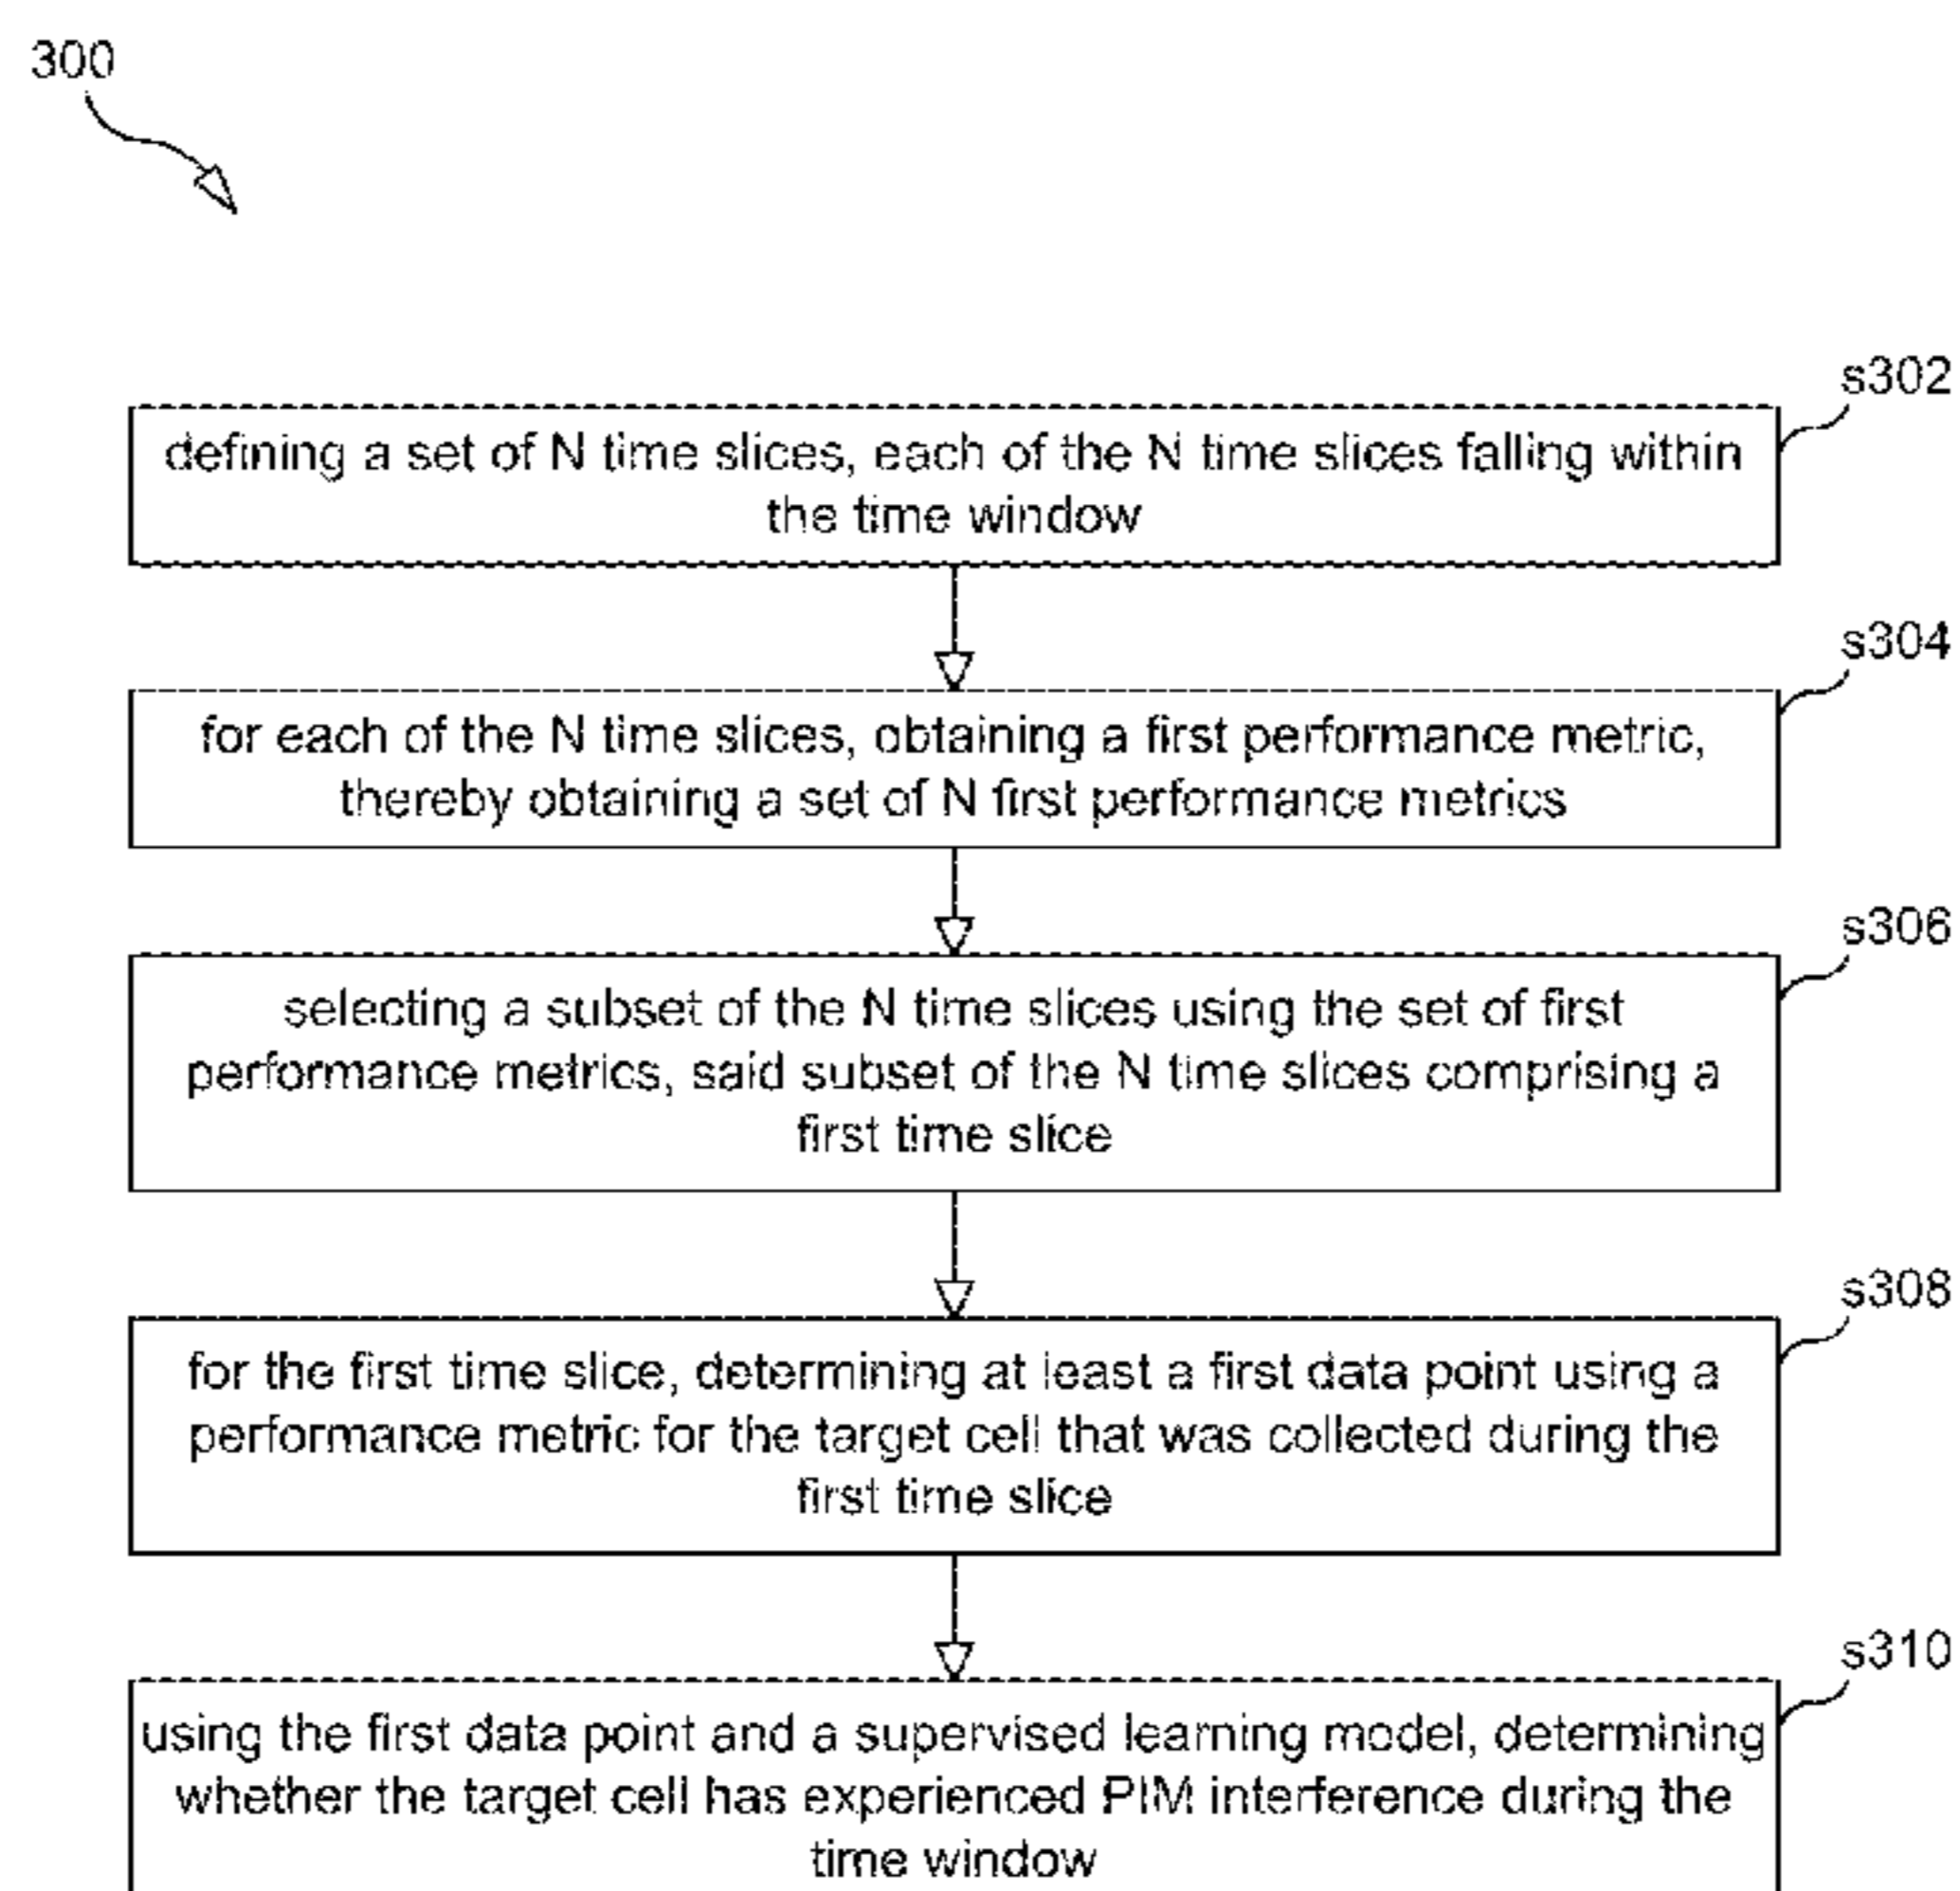 300
s302
defining a set of N time slices, each of the N time slices falling within
the time window
s304
for each of the N time slices, obtaining a first performance metric,
thereby obtaining a set of N first performance metrics
s306
selecting a subset of the N time slices using the set of first
performance metrics, said subset of the N time slices comprising a
first time slice
s308
for the first time slice, determining at least a first data point using a
performance metric for the target cell that was collected during the
first time slice
s310
using the first data point and a supervised learning model, determining
whether the target cell has experienced PIM interference during the
time window